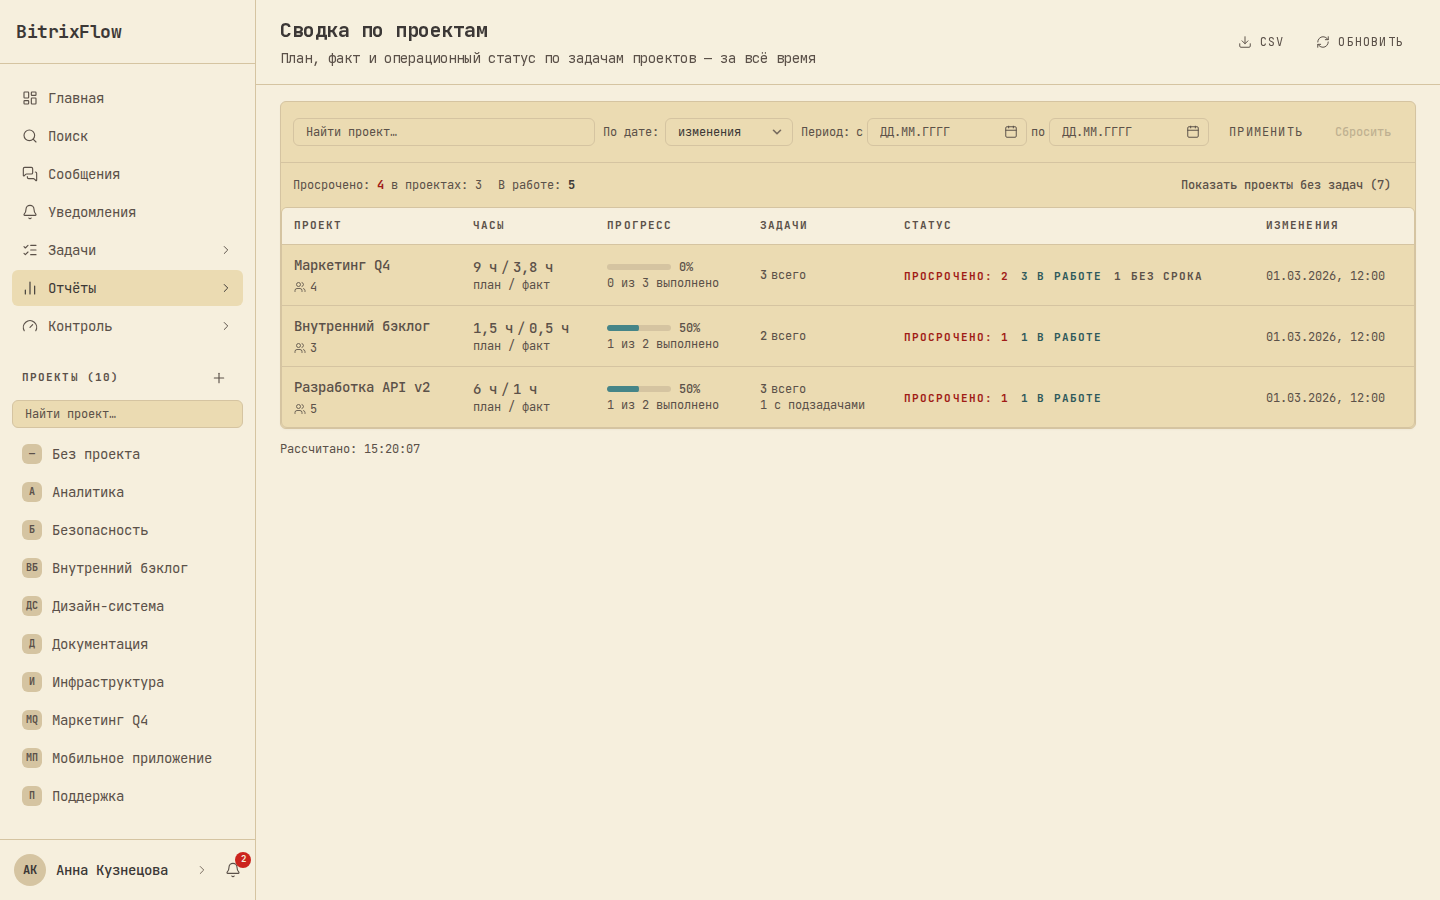 BitrixFlow
Главная
Поиск
Сообщения
Уведомления
Задачи
Отчёты
Контроль
ПРОЕКТЫ (10)
Найти проект…
— Без проекта
А Аналитика
Б Безопасность
ВБ Внутренний бэклог
ДС Дизайн-система
Д Документация
И Инфраструктура
MQ Маркетинг Q4
МП Мобильное приложение
П Поддержка
АК Анна Кузнецова 2
Сводка по проектам
План, факт и операционный статус по задачам проектов — за всё время
CSV ОБНОВИТЬ
Найти проект… По дате: изменения Период: с ДД.ММ.ГГГГ по ДД.ММ.ГГГГ ПРИМЕНИТЬ Сбросить
Просрочено: 4 в проектах: 3 В работе: 5 Показать проекты без задач (7)
ПРОЕКТ ЧАСЫ ПРОГРЕСС ЗАДАЧИ СТАТУС ИЗМЕНЕНИЯ
Маркетинг Q4 9 ч / 3,8 ч 0% 3 всего ПРОСРОЧЕНО: 2 3 В РАБОТЕ 1 БЕЗ СРОКА 01.03.2026, 12:00
4 план / факт 0 из 3 выполнено
Внутренний бэклог 1,5 ч / 0,5 ч 50% 2 всего ПРОСРОЧЕНО: 1 1 В РАБОТЕ 01.03.2026, 12:00
3 план / факт 1 из 2 выполнено
Разработка API v2 6 ч / 1 ч 50% 3 всего ПРОСРОЧЕНО: 1 1 В РАБОТЕ 01.03.2026, 12:00
5 план / факт 1 из 2 выполнено 1 с подзадачами
Рассчитано: 15:20:07